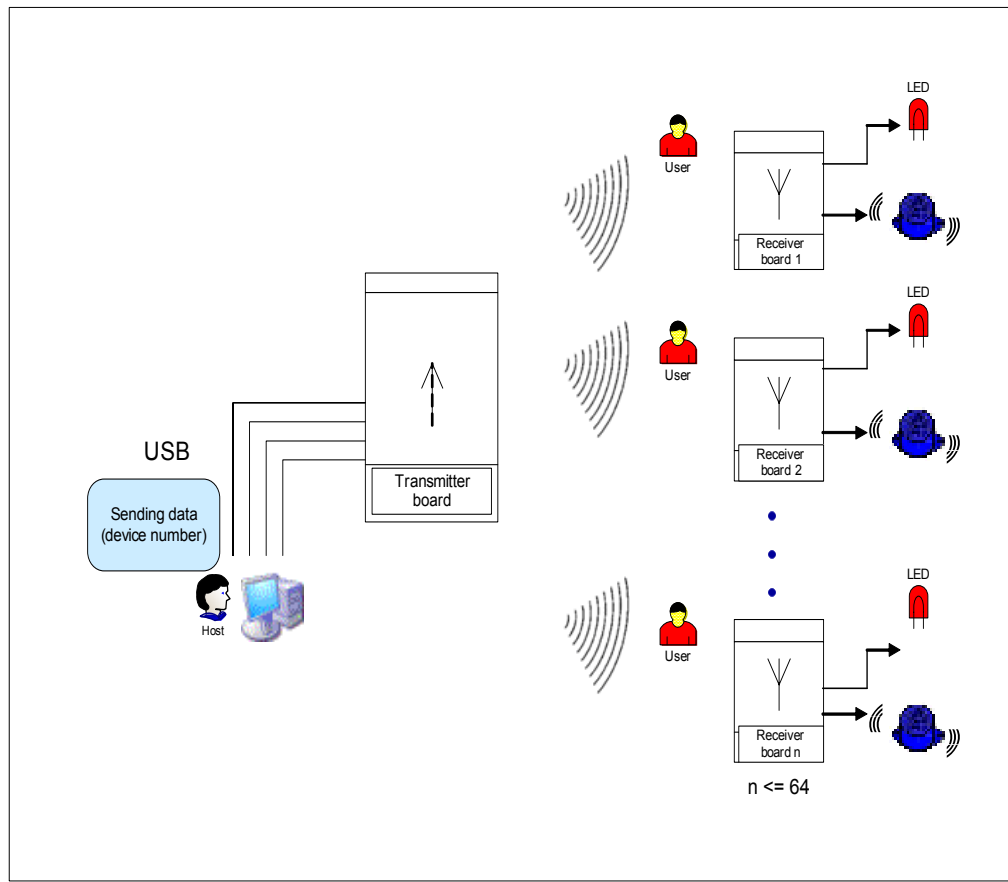 LED
User
Receiver
board 1
LED
User
Receiver
board 2
USB
Transmitter
board
Sending data
(device number)
Host
LED
User
Receiver
board n
n <= 64